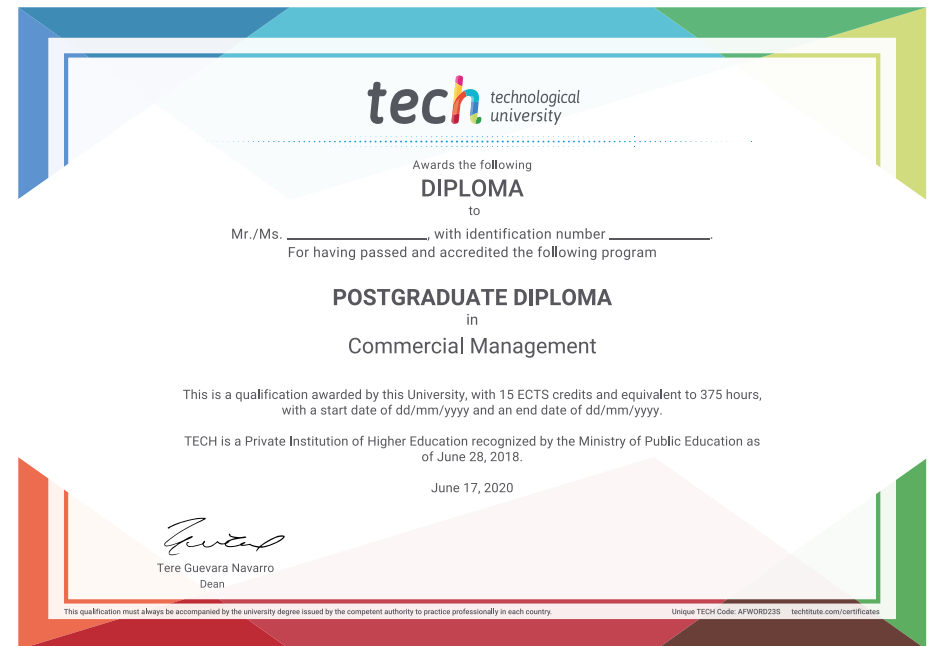 tech technological
university
Awards the following
DIPLOMA
to
Mr./Ms. ____________________, with identification number ______________.
For having passed and accredited the following program
POSTGRADUATE DIPLOMA
in
Commercial Management
This is a qualification awarded by this University, with 15 ECTS credits and equivalent to 375 hours,
with a start date of dd/mm/yyyy and an end date of dd/mm/yyyy.
TECH is a Private Institution of Higher Education recognized by the Ministry of Public Education as
of June 28, 2018.
June 17, 2020
Tere Guevara Navarro
Dean
This qualification must always be accompanied by the university degree issued by the competent authority to practice professionally in each country. Unique TECH Code: AFWORD23S techtitute.com/certificates